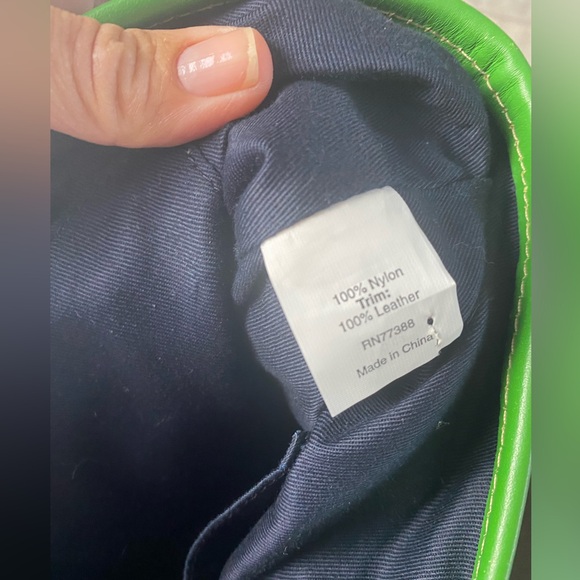 100% Nylon
Trim:
100% Leather
RN77388
Made in China